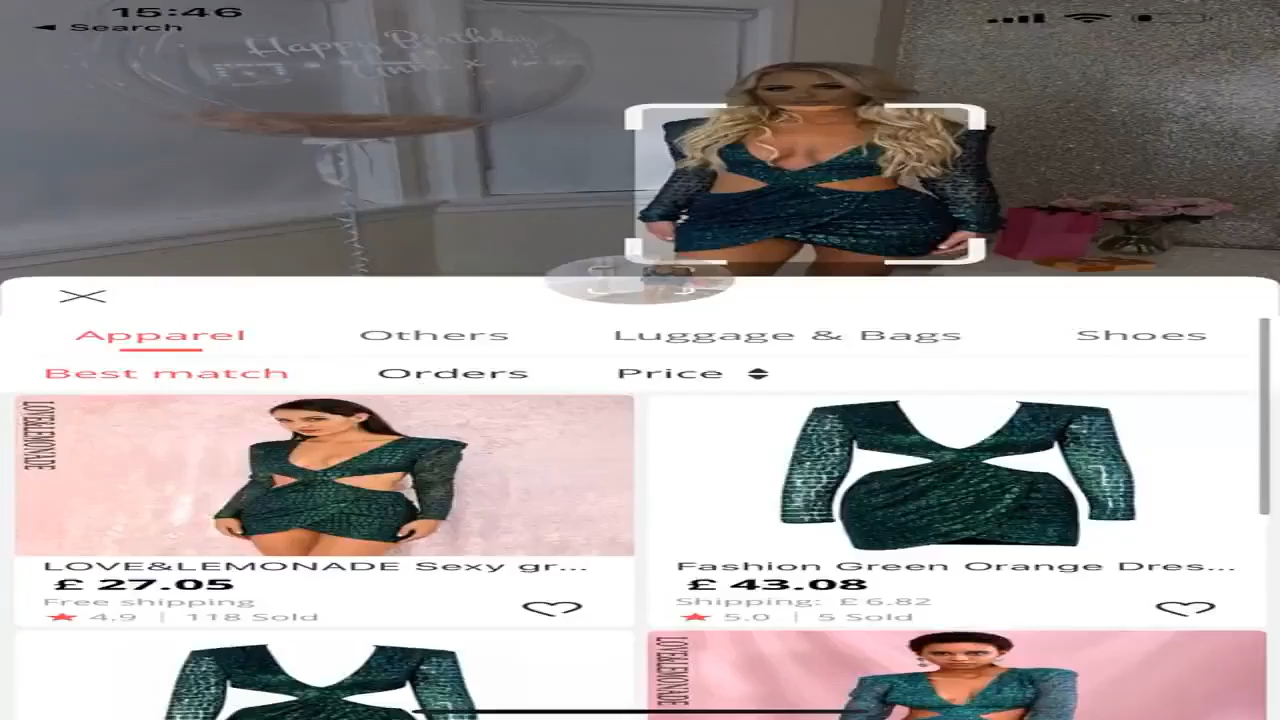 15:46
Search
Happy Birthday
Apparel Others Luggage & Bags Shoes
Best match Orders Price
LOVE&LEMONADE
LOVE&LEMONADE Sexy gr...
£ 27.05
Free shipping
4.9 | 118 Sold
Fashion Green Orange Dres...
£ 43.08
Shipping: £ 6.82
5.0 | 5 Sold
LOVE&LEMONADE